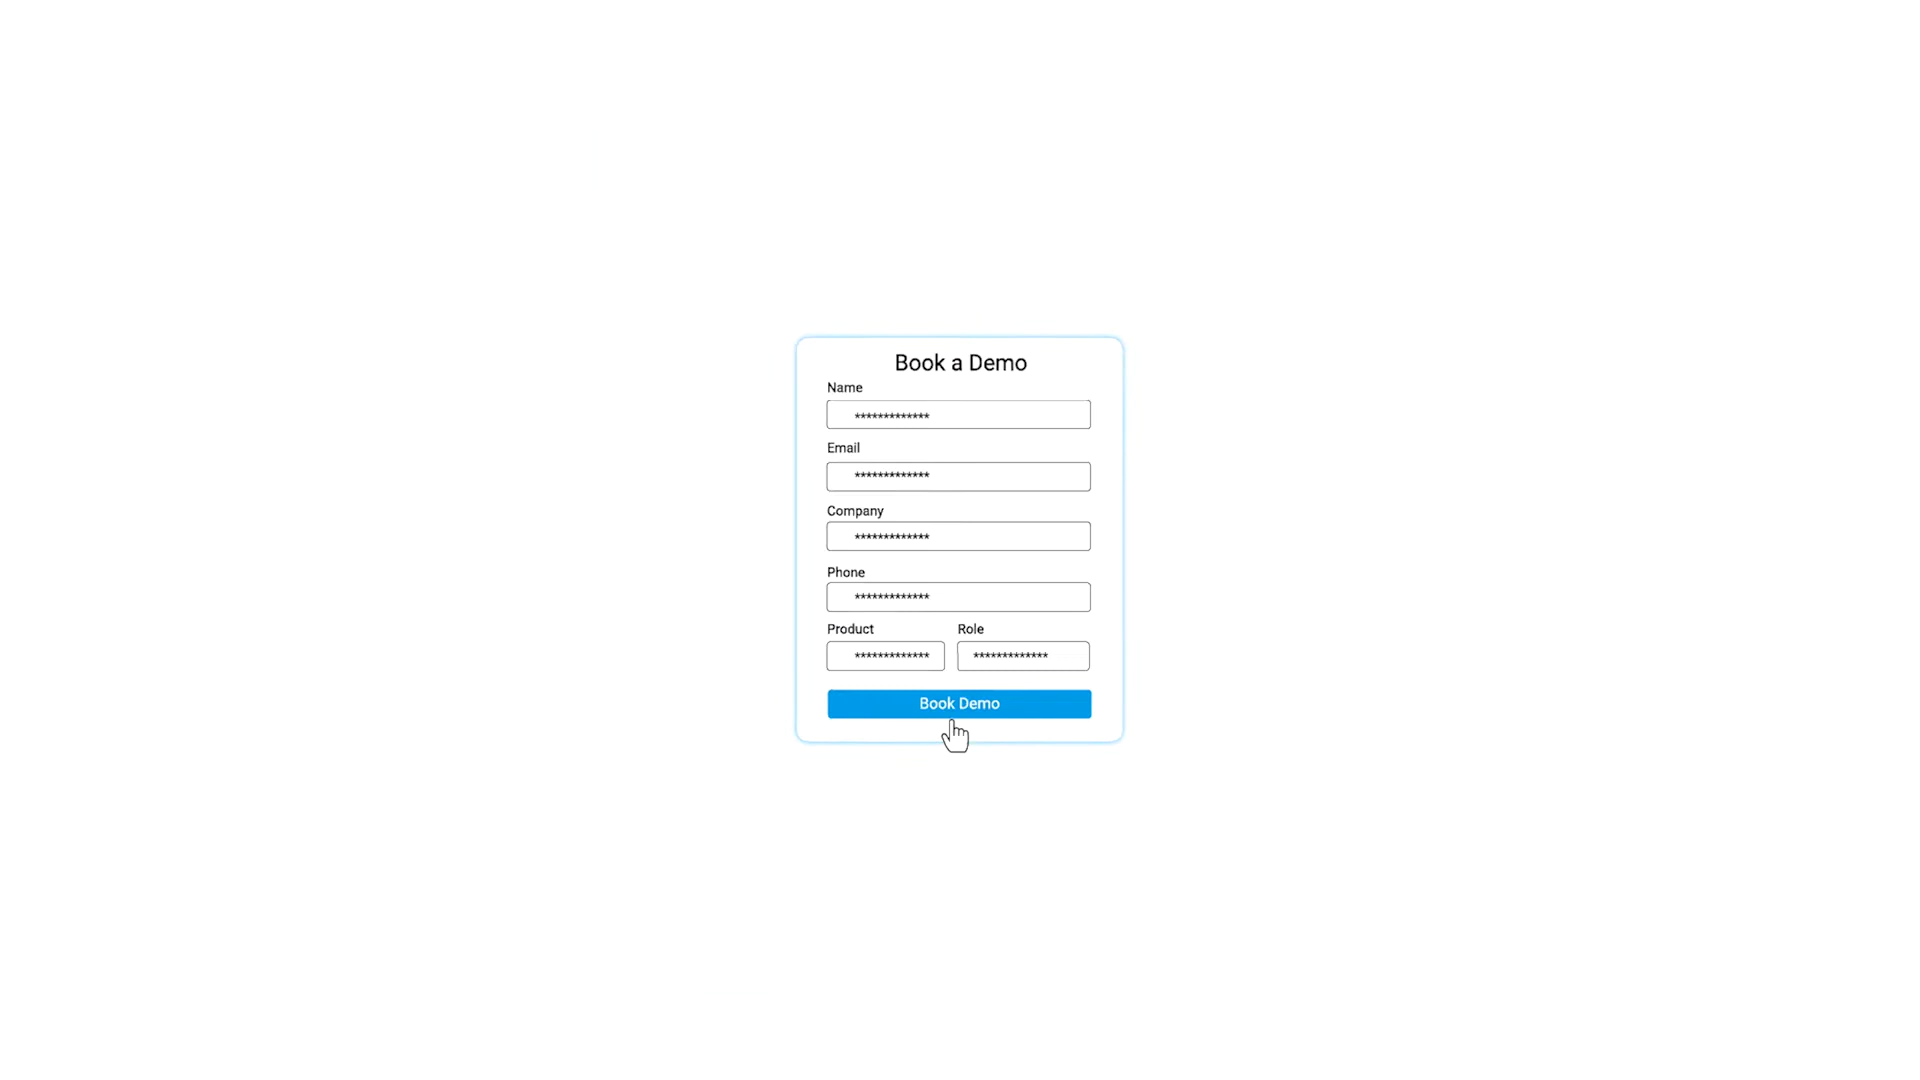 Book a Demo
Name
*************
Email
*************
Company
*************
Phone
*************
Product Role
************* *************
Book Demo